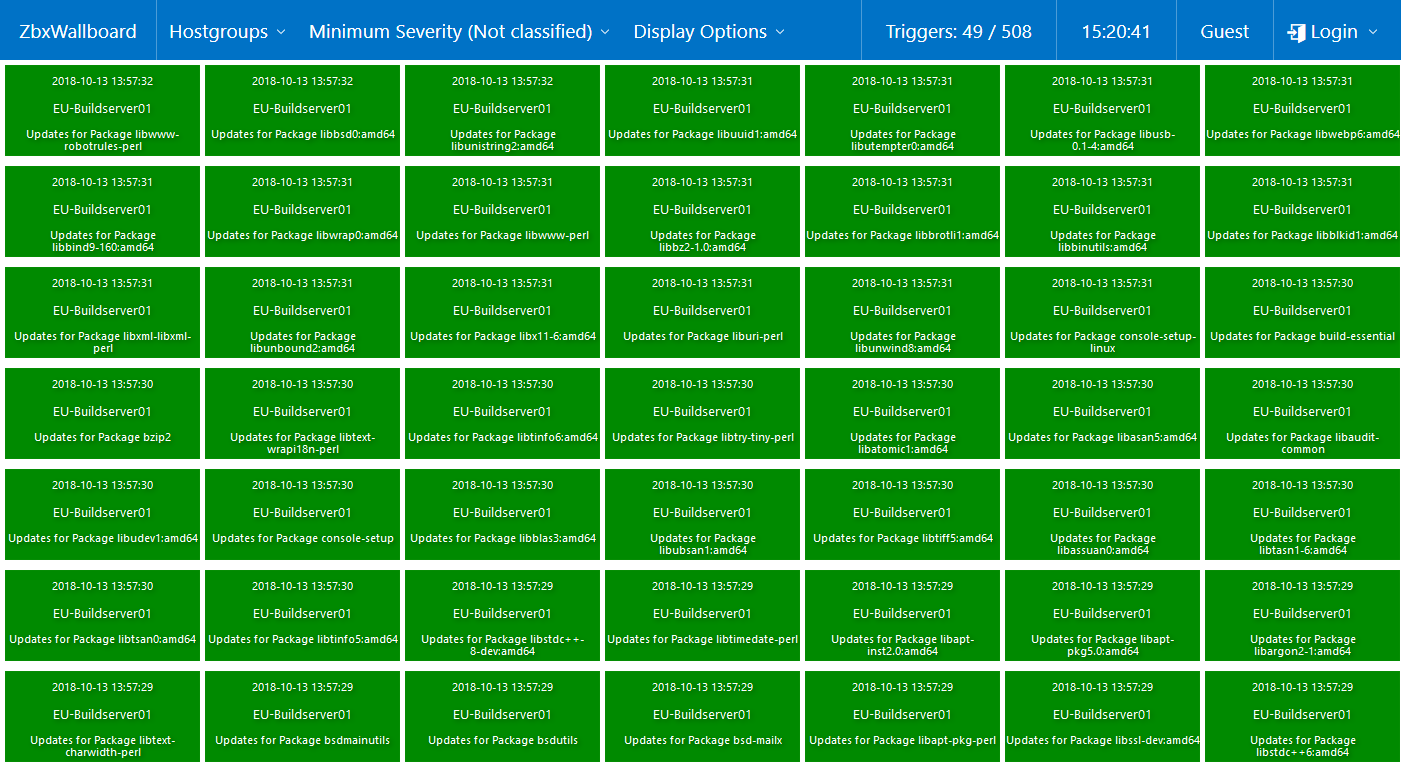 ZbxWallboard Hostgroups Minimum Severity (Not classified) Display Options Triggers: 49 / 508 15:20:41 Guest Login
2018-10-13 13:57:32
EU-Buildserver01
Updates for Package libwww-
robotrules-perl
2018-10-13 13:57:32
EU-Buildserver01
Updates for Package libbsd0:amd64
2018-10-13 13:57:32
EU-Buildserver01
Updates for Package
libunistring2:amd64
2018-10-13 13:57:31
EU-Buildserver01
Updates for Package libuuid1:amd64
2018-10-13 13:57:31
EU-Buildserver01
Updates for Package
libutempter0:amd64
2018-10-13 13:57:31
EU-Buildserver01
Updates for Package libusb-
0.1-4:amd64
2018-10-13 13:57:31
EU-Buildserver01
Updates for Package libwebp6:amd64
2018-10-13 13:57:31
EU-Buildserver01
Updates for Package
libbind9-160:amd64
2018-10-13 13:57:31
EU-Buildserver01
Updates for Package libwrap0:amd64
2018-10-13 13:57:31
EU-Buildserver01
Updates for Package libwww-perl
2018-10-13 13:57:31
EU-Buildserver01
Updates for Package
libbz2-1.0:amd64
2018-10-13 13:57:31
EU-Buildserver01
Updates for Package libbrotli1:amd64
2018-10-13 13:57:31
EU-Buildserver01
Updates for Package
libbinutils:amd64
2018-10-13 13:57:31
EU-Buildserver01
Updates for Package libblkid1:amd64
2018-10-13 13:57:31
EU-Buildserver01
Updates for Package libxml-libxml-
perl
2018-10-13 13:57:31
EU-Buildserver01
Updates for Package
libunbound2:amd64
2018-10-13 13:57:31
EU-Buildserver01
Updates for Package libx11-6:amd64
2018-10-13 13:57:31
EU-Buildserver01
Updates for Package liburi-perl
2018-10-13 13:57:31
EU-Buildserver01
Updates for Package
libunwind8:amd64
2018-10-13 13:57:31
EU-Buildserver01
Updates for Package console-setup-
linux
2018-10-13 13:57:30
EU-Buildserver01
Updates for Package build-essential
2018-10-13 13:57:30
EU-Buildserver01
Updates for Package bzip2
2018-10-13 13:57:30
EU-Buildserver01
Updates for Package libtext-
wrapi18n-perl
2018-10-13 13:57:30
EU-Buildserver01
Updates for Package libtinfo6:amd64
2018-10-13 13:57:30
EU-Buildserver01
Updates for Package libtry-tiny-perl
2018-10-13 13:57:30
EU-Buildserver01
Updates for Package
libatomic1:amd64
2018-10-13 13:57:30
EU-Buildserver01
Updates for Package libasan5:amd64
2018-10-13 13:57:30
EU-Buildserver01
Updates for Package libaudit-
common
2018-10-13 13:57:30
EU-Buildserver01
Updates for Package libudev1:amd64
2018-10-13 13:57:30
EU-Buildserver01
Updates for Package console-setup
2018-10-13 13:57:30
EU-Buildserver01
Updates for Package libblas3:amd64
2018-10-13 13:57:30
EU-Buildserver01
Updates for Package
libubsan1:amd64
2018-10-13 13:57:30
EU-Buildserver01
Updates for Package libtiff5:amd64
2018-10-13 13:57:30
EU-Buildserver01
Updates for Package
libassuan0:amd64
2018-10-13 13:57:30
EU-Buildserver01
Updates for Package
libtasn1-6:amd64
2018-10-13 13:57:30
EU-Buildserver01
Updates for Package libtsan0:amd64
2018-10-13 13:57:30
EU-Buildserver01
Updates for Package libtinfo5:amd64
2018-10-13 13:57:29
EU-Buildserver01
Updates for Package libstdc++-
8-dev:amd64
2018-10-13 13:57:29
EU-Buildserver01
Updates for Package libtimedate-perl
2018-10-13 13:57:29
EU-Buildserver01
Updates for Package libapt-
inst2.0:amd64
2018-10-13 13:57:29
EU-Buildserver01
Updates for Package libapt-
pkg5.0:amd64
2018-10-13 13:57:29
EU-Buildserver01
Updates for Package
libargon2-1:amd64
2018-10-13 13:57:29
EU-Buildserver01
Updates for Package libtext-
charwidth-perl
2018-10-13 13:57:29
EU-Buildserver01
Updates for Package bsdmainutils
2018-10-13 13:57:29
EU-Buildserver01
Updates for Package bsdutils
2018-10-13 13:57:29
EU-Buildserver01
Updates for Package bsd-mailx
2018-10-13 13:57:29
EU-Buildserver01
Updates for Package libapt-pkg-perl
2018-10-13 13:57:29
EU-Buildserver01
Updates for Package libssl-dev:amd64
2018-10-13 13:57:29
EU-Buildserver01
Updates for Package
libstdc++6:amd64